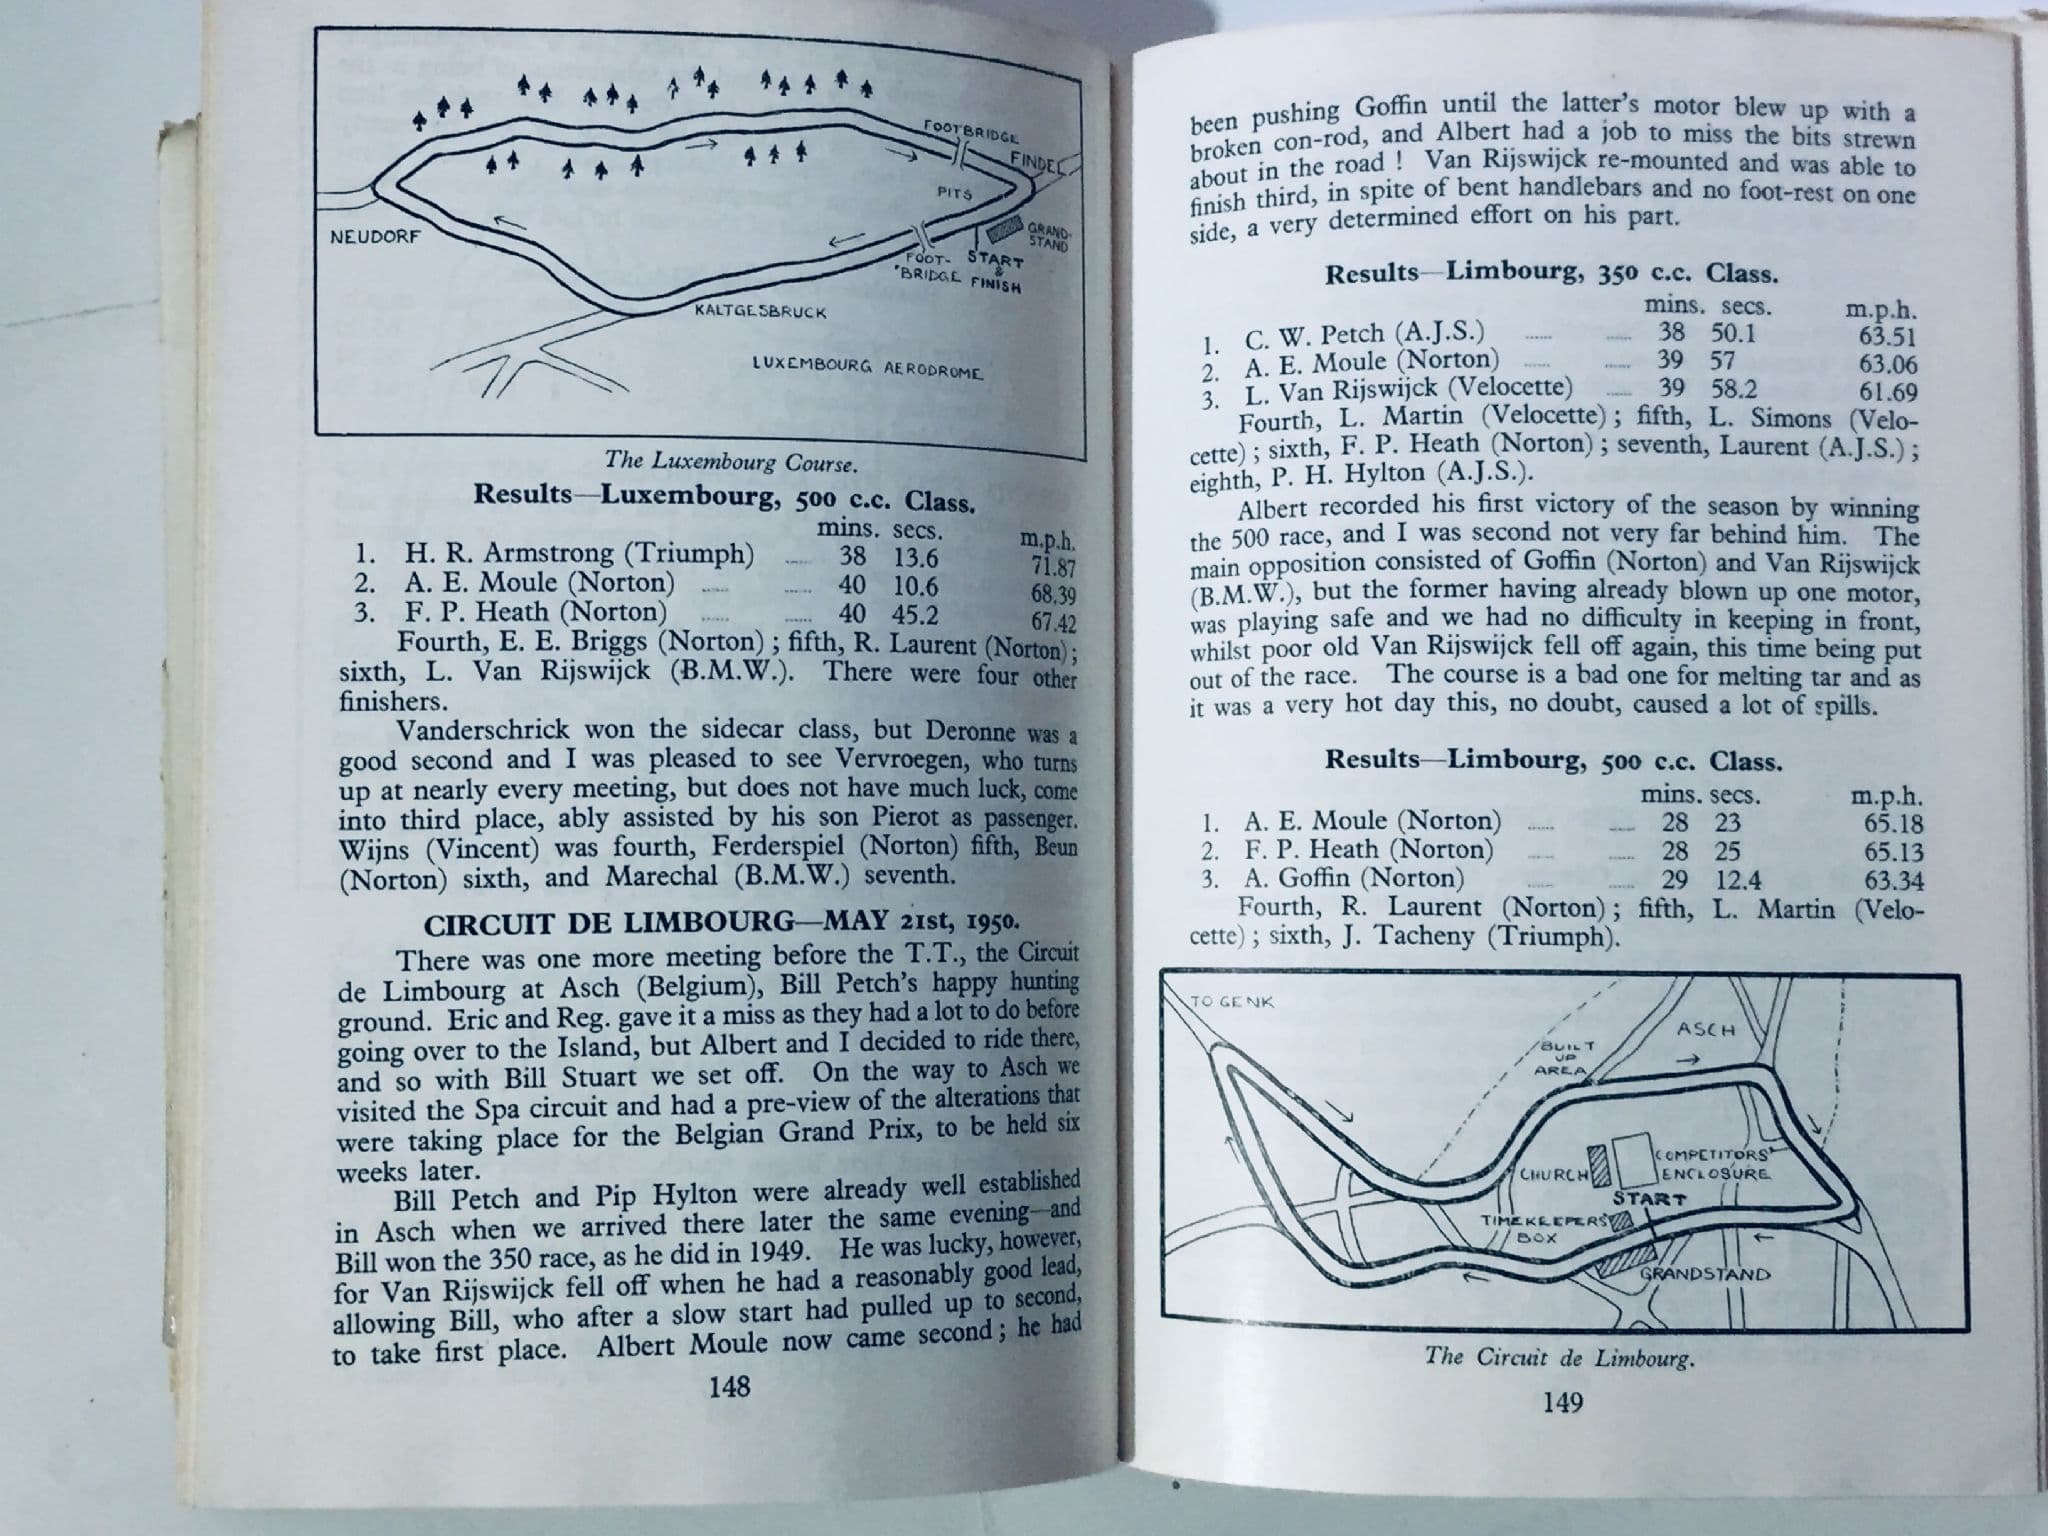 FOOTBRIDGE
FINDEL
PITS
NEUDORF
GRAND-
STAND
FOOT-
BRIDGE
START
&
FINISH
KALTGESBRUCK
LUXEMBOURG AERODROME
The Luxembourg Course.
Results—Luxembourg, 500 c.c. Class.
mins. secs. m.p.h.
1. H. R. Armstrong (Triumph) ...... 38 13.6 71.87
2. A. E. Moule (Norton) ...... ...... 40 10.6 68.39
3. F. P. Heath (Norton) ...... ...... 40 45.2 67.42
Fourth, E. E. Briggs (Norton) ; fifth, R. Laurent (Norton) ;
sixth, L. Van Rijswijck (B.M.W.). There were four other
finishers.
Vanderschrick won the sidecar class, but Deronne was a
good second and I was pleased to see Vervroegen, who turns
up at nearly every meeting, but does not have much luck, come
into third place, ably assisted by his son Pierot as passenger.
Wijns (Vincent) was fourth, Ferderspiel (Norton) fifth, Beun
(Norton) sixth, and Marechal (B.M.W.) seventh.
CIRCUIT DE LIMBOURG—MAY 21st, 1950.
There was one more meeting before the T.T., the Circuit
de Limbourg at Asch (Belgium), Bill Petch's happy hunting
ground. Eric and Reg. gave it a miss as they had a lot to do before
going over to the Island, but Albert and I decided to ride there,
and so with Bill Stuart we set off. On the way to Asch we
visited the Spa circuit and had a pre-view of the alterations that
were taking place for the Belgian Grand Prix, to be held six
weeks later.
Bill Petch and Pip Hylton were already well established
in Asch when we arrived there later the same evening—and
Bill won the 350 race, as he did in 1949. He was lucky, however,
for Van Rijswijck fell off when he had a reasonably good lead,
allowing Bill, who after a slow start had pulled up to second,
to take first place. Albert Moule now came second ; he had
148
been pushing Goffin until the latter's motor blew up with a
broken con-rod, and Albert had a job to miss the bits strewn
about in the road ! Van Rijswijck re-mounted and was able to
finish third, in spite of bent handlebars and no foot-rest on one
side, a very determined effort on his part.
Results—Limbourg, 350 c.c. Class.
mins. secs. m.p.h.
1. C. W. Petch (A.J.S.) ...... ...... 38 50.1 63.51
2. A. E. Moule (Norton) ...... ...... 39 57 63.06
3. L. Van Rijswijck (Velocette) ...... 39 58.2 61.69
Fourth, L. Martin (Velocette) ; fifth, L. Simons (Velo-
cette) ; sixth, F. P. Heath (Norton) ; seventh, Laurent (A.J.S.) ;
eighth, P. H. Hylton (A.J.S.).
Albert recorded his first victory of the season by winning
the 500 race, and I was second not very far behind him. The
main opposition consisted of Goffin (Norton) and Van Rijswijck
(B.M.W.), but the former having already blown up one motor,
was playing safe and we had no difficulty in keeping in front,
whilst poor old Van Rijswijck fell off again, this time being put
out of the race. The course is a bad one for melting tar and as
it was a very hot day this, no doubt, caused a lot of spills.
Results—Limbourg, 500 c.c. Class.
mins. secs. m.p.h.
1. A. E. Moule (Norton) ...... ...... 28 23 65.18
2. F. P. Heath (Norton) ...... ...... 28 25 65.13
3. A. Goffin (Norton) ...... ...... 29 12.4 63.34
Fourth, R. Laurent (Norton) ; fifth, L. Martin (Velo-
cette) ; sixth, J. Tacheny (Triumph).
TO GENK
ASCH
BUILT
UP
AREA
CHURCH
COMPETITORS'
ENCLOSURE
START
TIMEKEEPERS'
BOX
GRANDSTAND
The Circuit de Limbourg.
149